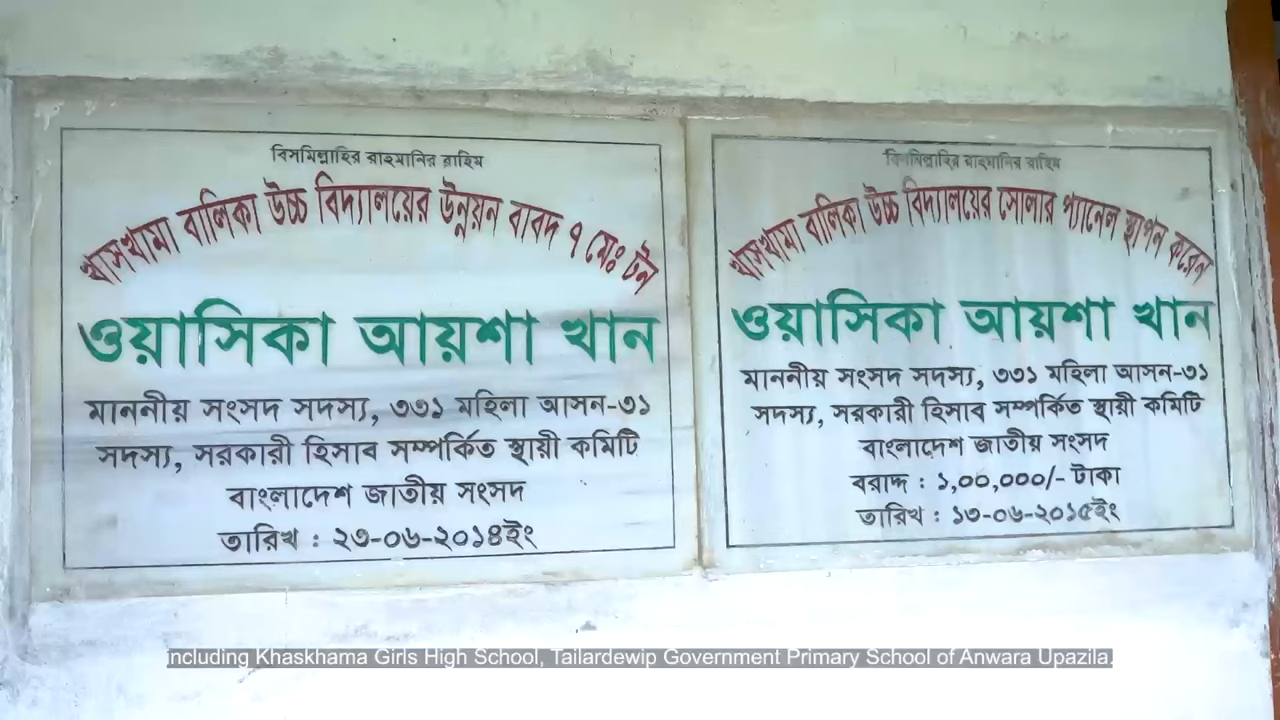 বিসমিল্লাহির রাহমানির রাহিম
খাসখামা বালিকা উচ্চ বিদ্যালয়ের উন্নয়ন বাবদ ৭ মেঃ টন
ওয়াসিকা আয়শা খান
মাননীয় সংসদ সদস্য, ৩৩১ মহিলা আসন-৩১
সদস্য, সরকারী হিসাব সম্পর্কিত স্থায়ী কমিটি
বাংলাদেশ জাতীয় সংসদ
তারিখ : ২৩-০৬-২০১৪ইং
বিসমিল্লাহির রাহমানির রাহিম
খাসখামা বালিকা উচ্চ বিদ্যালয়ের সোলার প্যানেল স্থাপন করেন
ওয়াসিকা আয়শা খান
মাননীয় সংসদ সদস্য, ৩৩১ মহিলা আসন-৩১
সদস্য, সরকারী হিসাব সম্পর্কিত স্থায়ী কমিটি
বাংলাদেশ জাতীয় সংসদ
বরাদ্দ : ১,০০,০০০/- টাকা
তারিখ : ১৩-০৬-২০১৫ইং
including Khaskhama Girls High School, Tailardewip Government Primary School of Anwara Upazila.